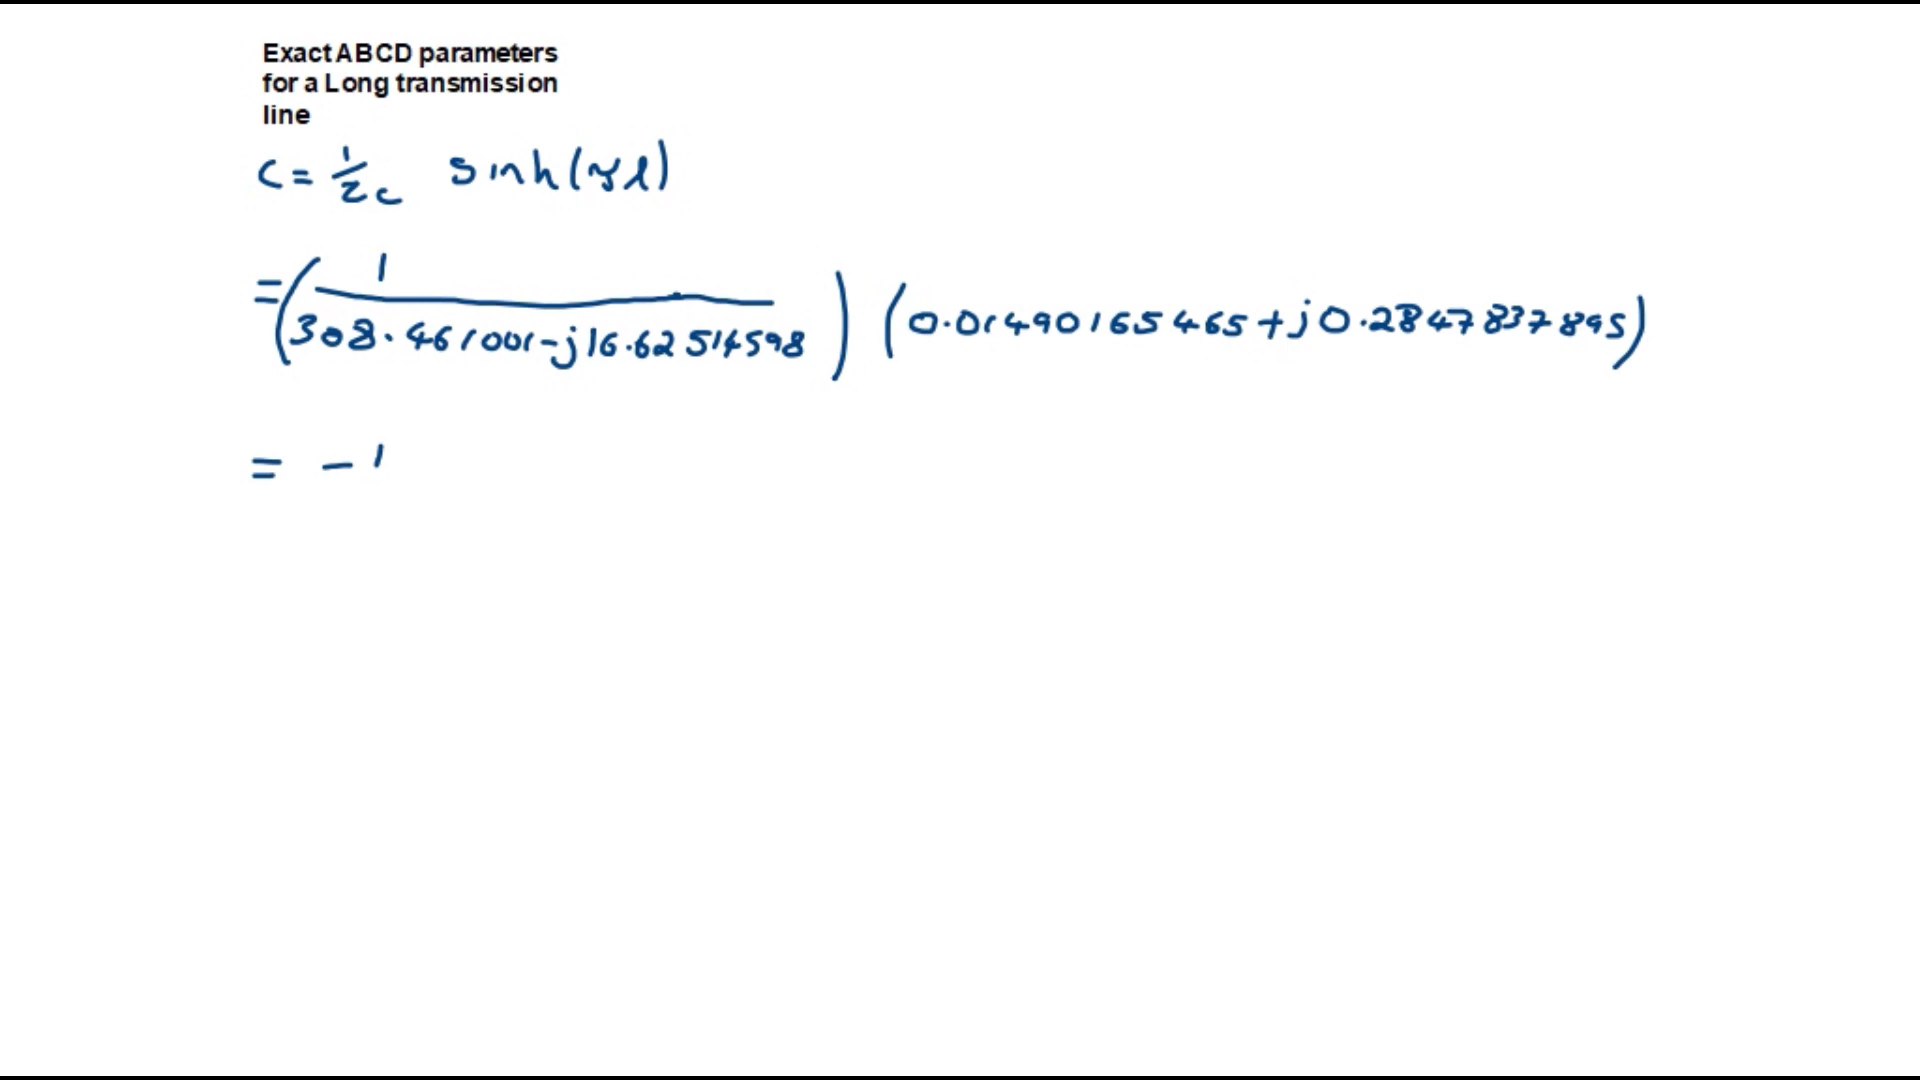 Exact ABCD parameters
for a Long transmission
line
C = 1/Zc sinh(γl)
= (1/308.461001-j16.62514598) (0.01490165465+j0.2847837895)
= -1